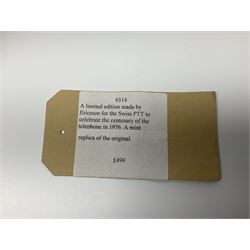 6514
A limited edition made by
Ericsson for the Swiss PTT to
celebrate the centenary of the
telephone in 1976. A mint
replica of the original.
£699